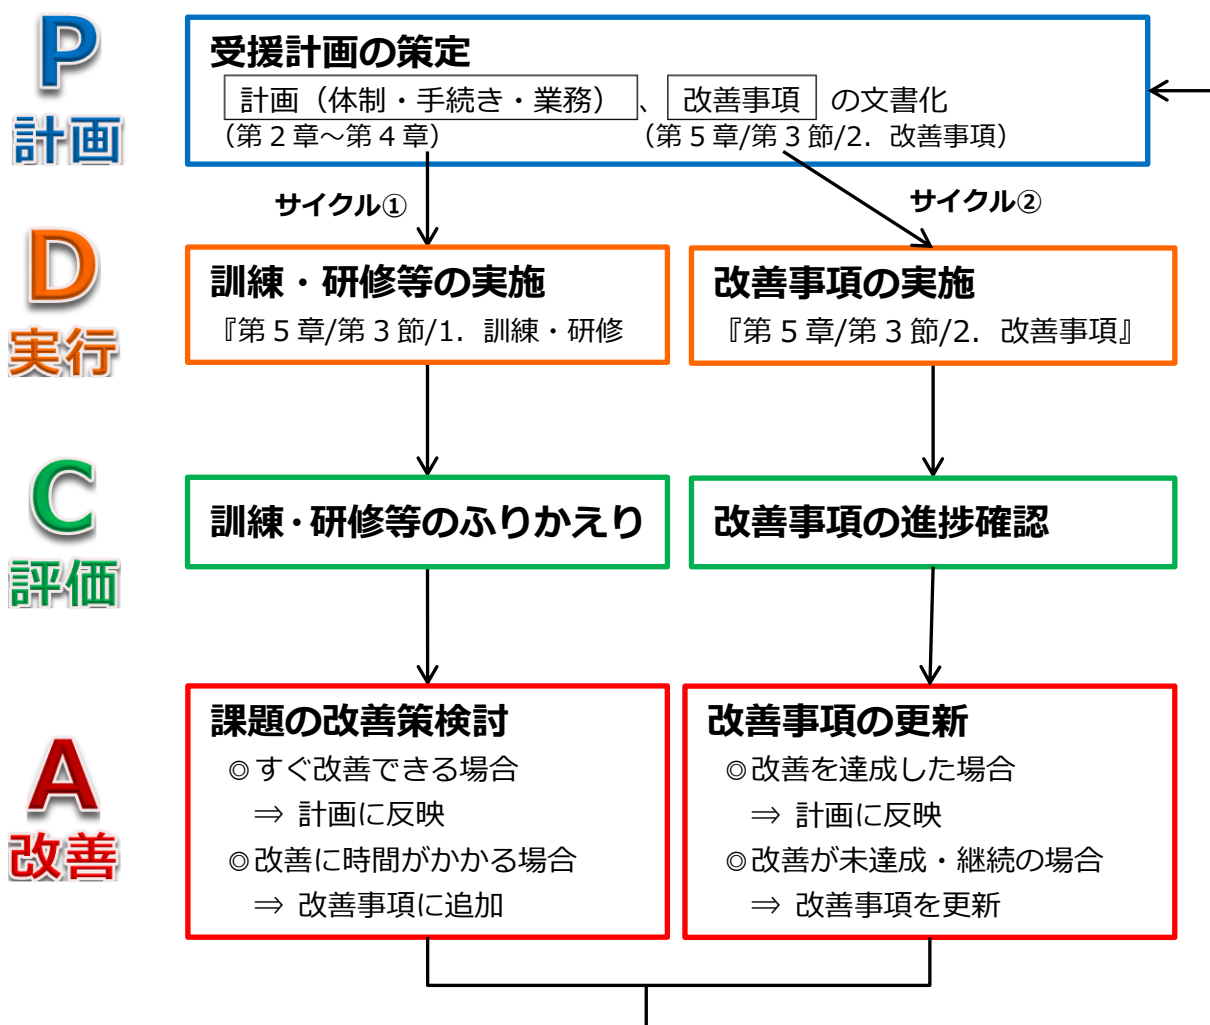 P
計画
受援計画の策定
計画（体制・手続き・業務）、改善事項 の文書化
（第２章～第４章）
（第５章/第３節/2．改善事項）
サイクル①
サイクル②
D
実行
訓練・研修等の実施
『第５章/第３節/1．訓練・研修
改善事項の実施
『第５章/第３節/2．改善事項』
C
評価
訓練・研修等のふりかえり
改善事項の進捗確認
A
改善
課題の改善策検討
◎すぐ改善できる場合
⇒ 計画に反映
◎改善に時間がかかる場合
⇒ 改善事項に追加
改善事項の更新
◎改善を達成した場合
⇒ 計画に反映
◎改善が未達成・継続の場合
⇒ 改善事項を更新